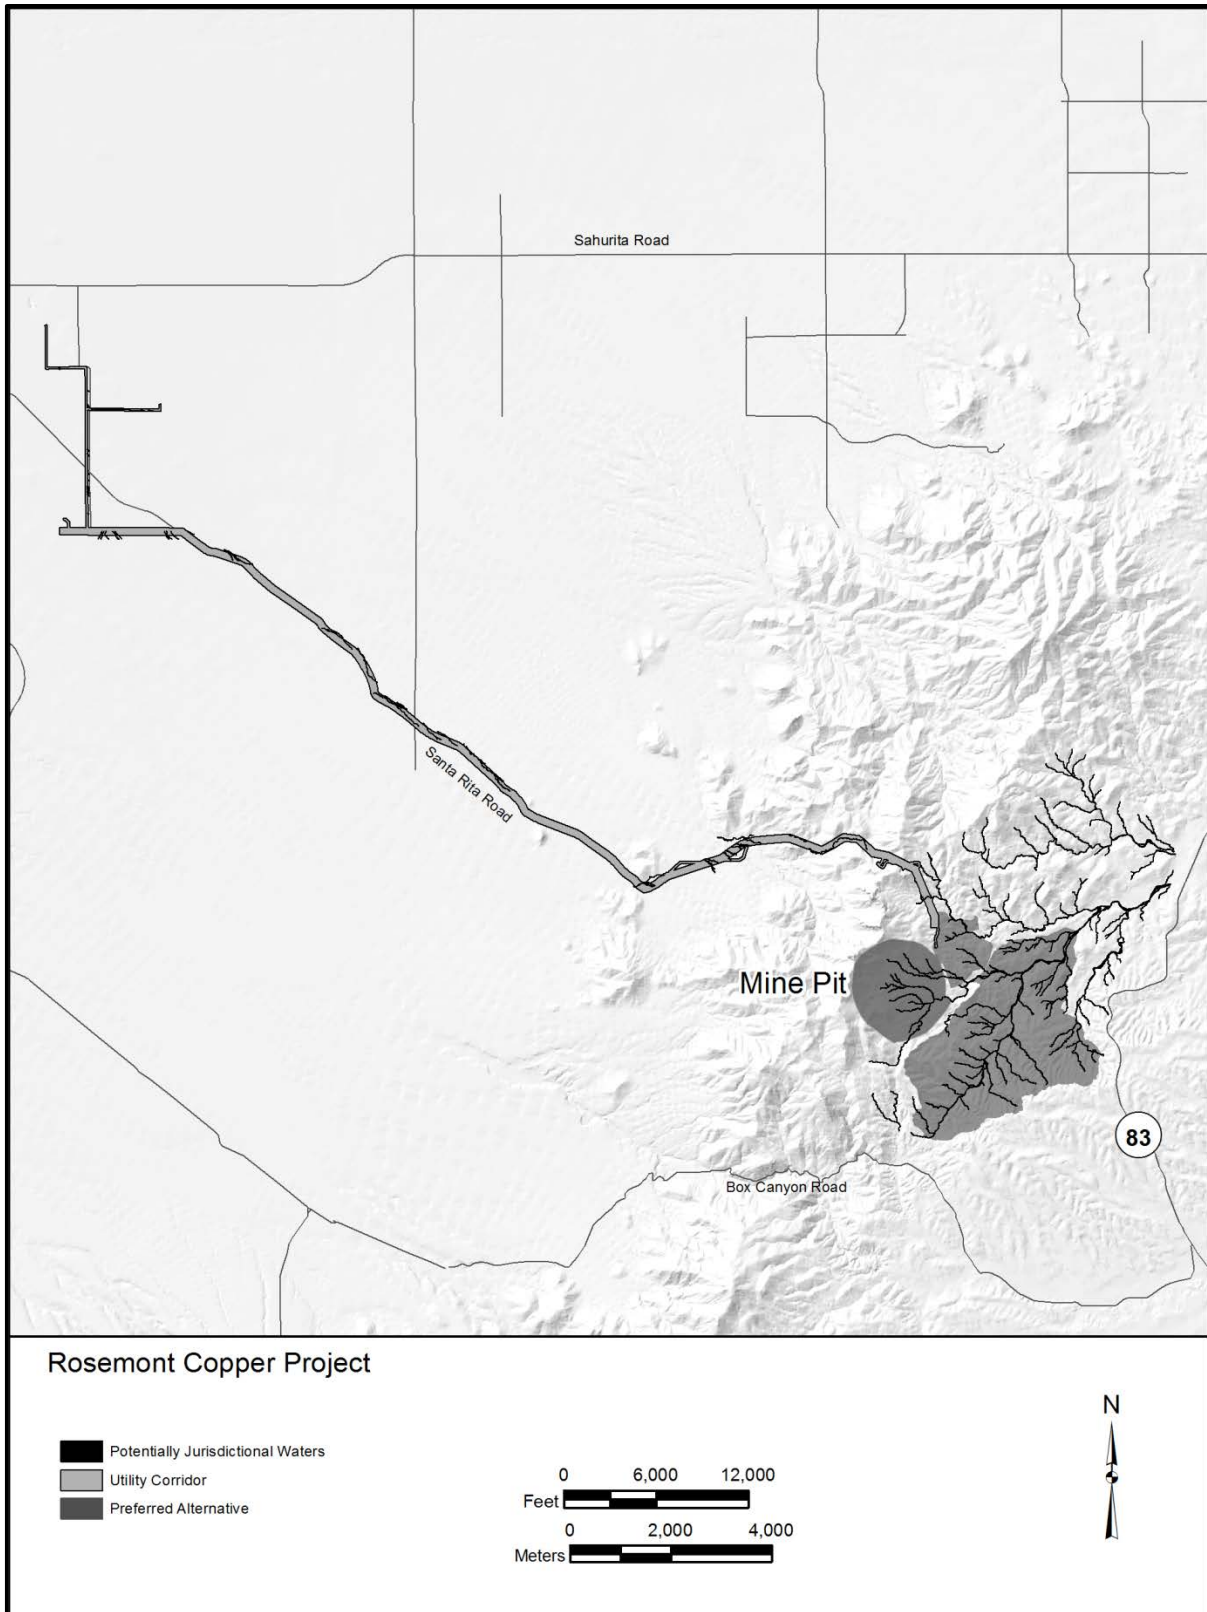 Sahurita Road
Santa Rita Road
Mine Pit
83
Box Canyon Road
Rosemont Copper Project
N
Potentially Jurisdictional Waters
Utility Corridor
Preferred Alternative
0 6,000 12,000
Feet
0 2,000 4,000
Meters